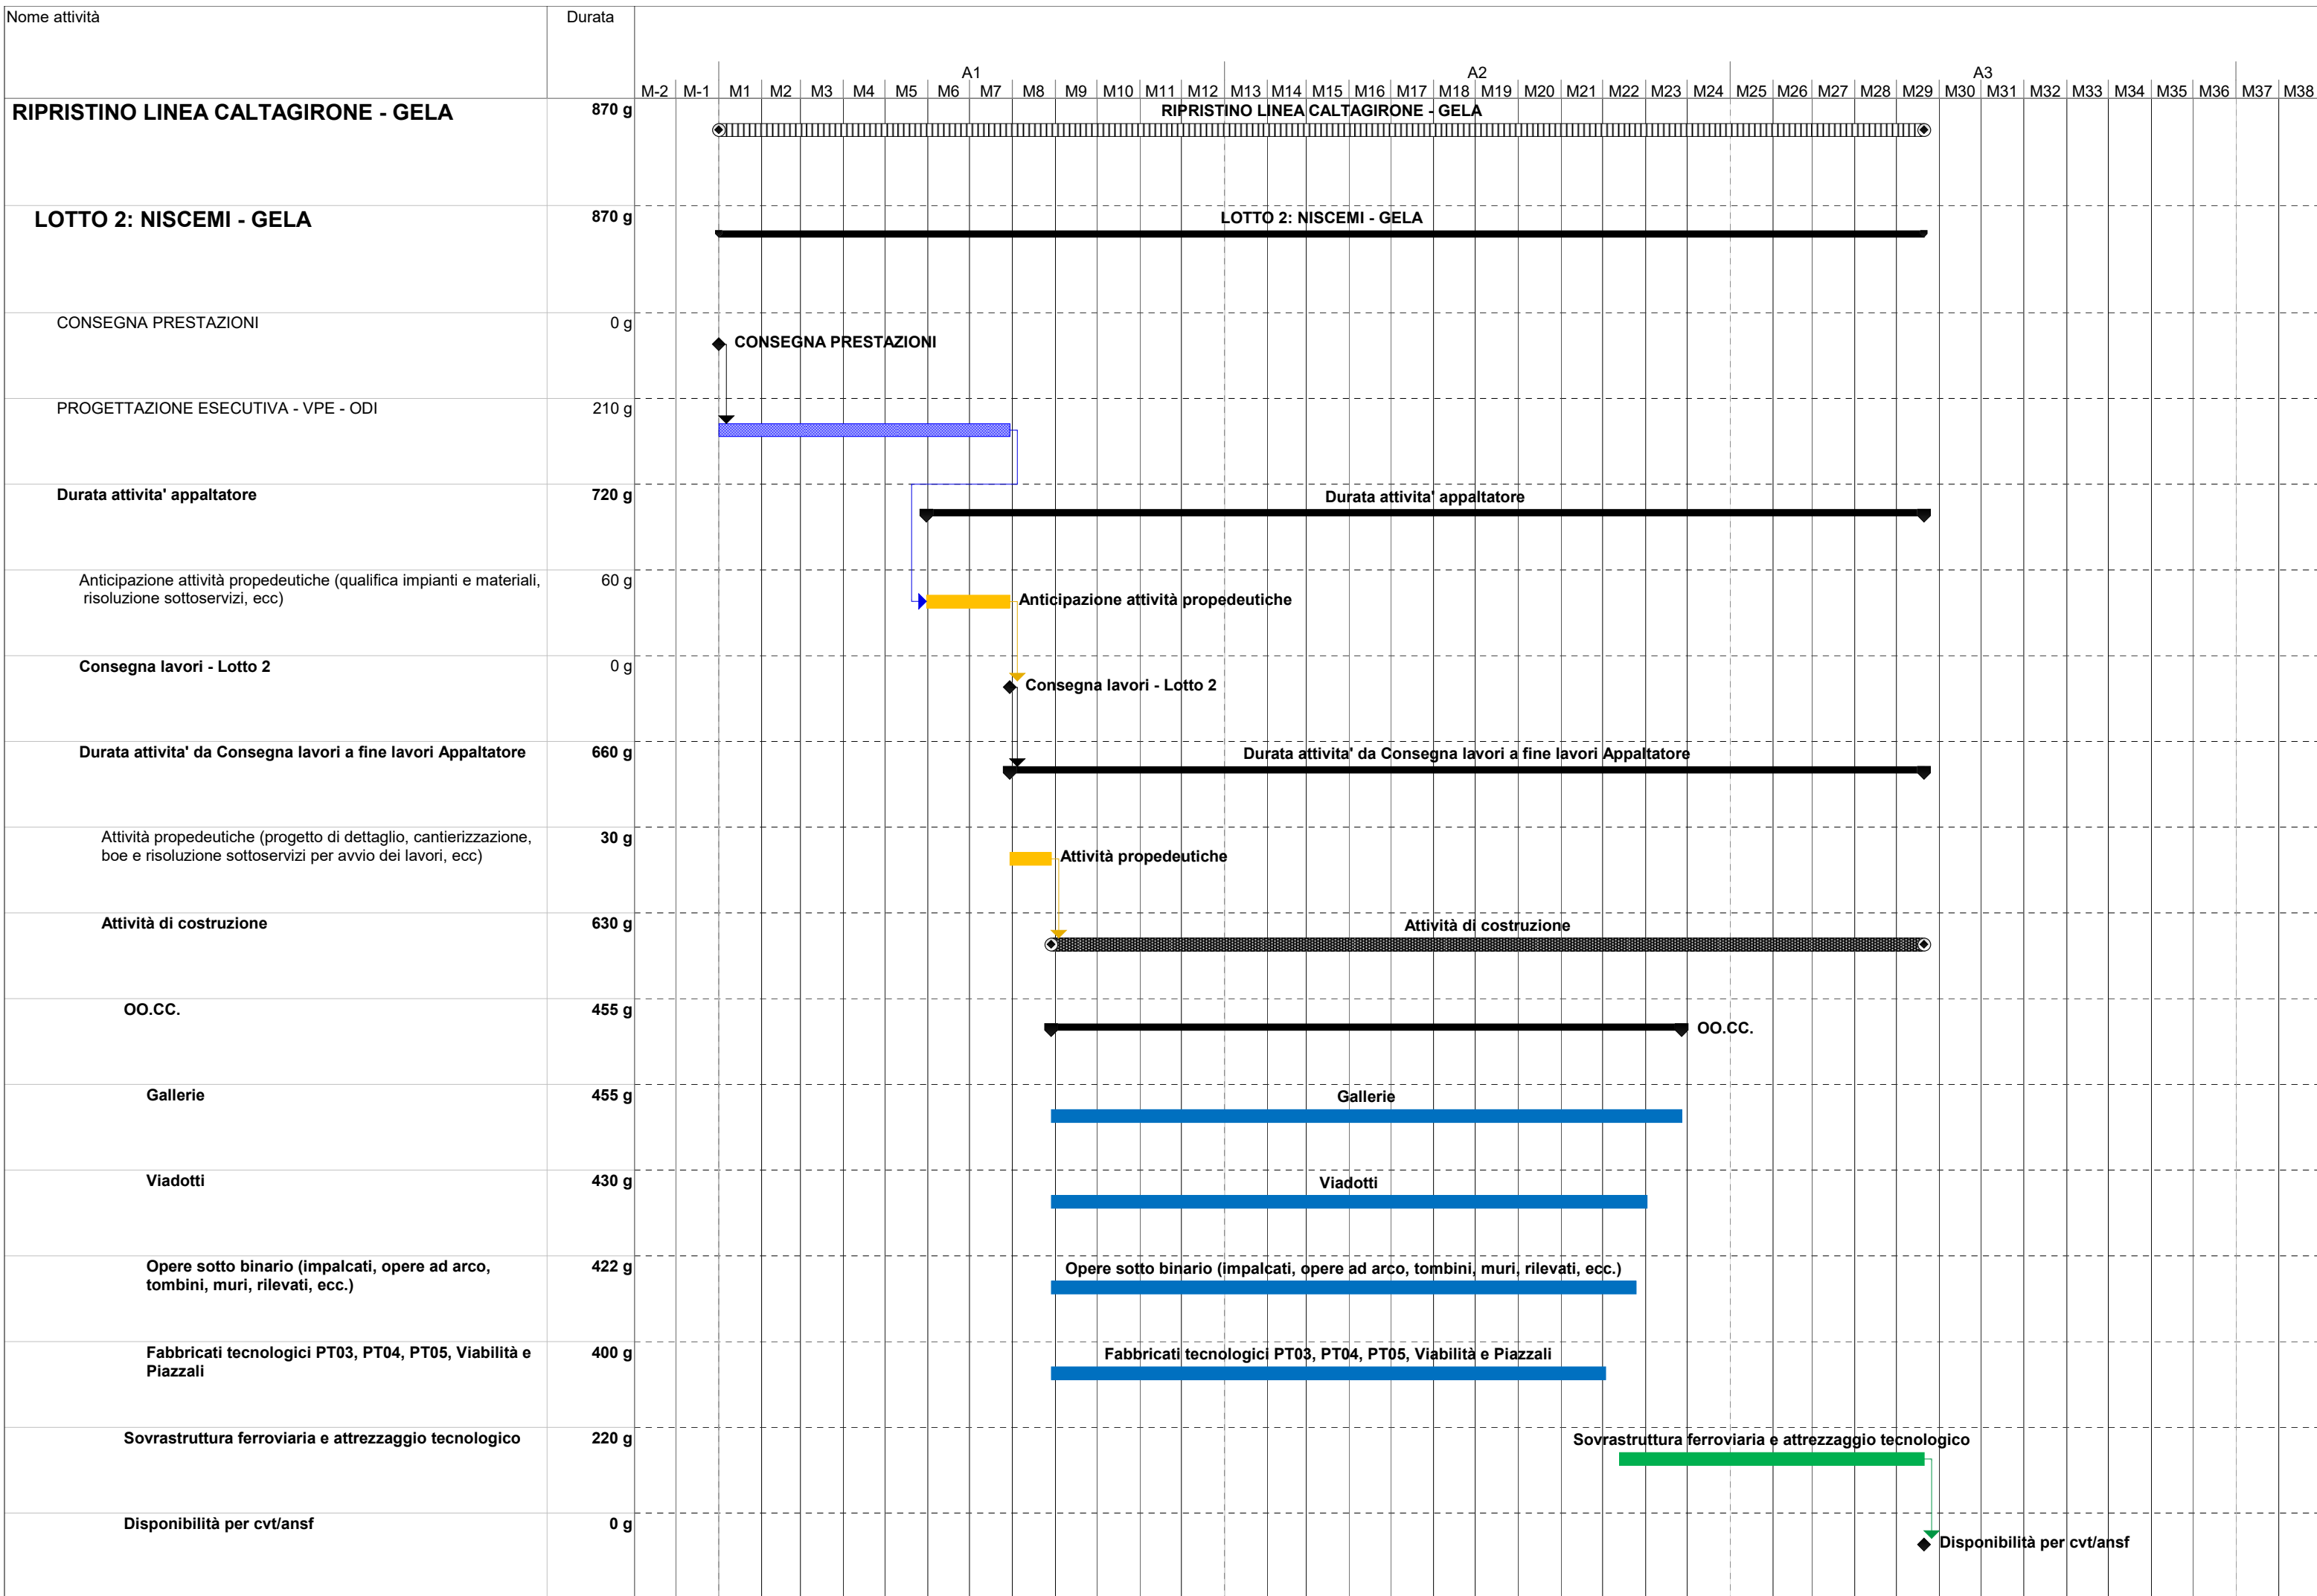 Nome attività Durata
A1 A2 A3
M-2 M-1 M1 M2 M3 M4 M5 M6 M7 M8 M9 M10 M11 M12 M13 M14 M15 M16 M17 M18 M19 M20 M21 M22 M23 M24 M25 M26 M27 M28 M29 M30 M31 M32 M33 M34 M35 M36 M37 M38
RIPRISTINO LINEA CALTAGIRONE - GELA 870 g RIPRISTINO LINEA CALTAGIRONE - GELA
LOTTO 2: NISCEMI - GELA 870 g LOTTO 2: NISCEMI - GELA
CONSEGNA PRESTAZIONI 0 g
CONSEGNA PRESTAZIONI
PROGETTAZIONE ESECUTIVA - VPE - ODI 210 g
Durata attivita' appaltatore 720 g Durata attivita' appaltatore
Anticipazione attività propedeutiche (qualifica impianti e materiali, 60 g
risoluzione sottoservizi, ecc) Anticipazione attività propedeutiche
Consegna lavori - Lotto 2 0 g
Consegna lavori - Lotto 2
Durata attivita' da Consegna lavori a fine lavori Appaltatore 660 g Durata attivita' da Consegna lavori a fine lavori Appaltatore
Attività propedeutiche (progetto di dettaglio, cantierizzazione, 30 g
boe e risoluzione sottoservizi per avvio dei lavori, ecc) Attività propedeutiche
Attività di costruzione 630 g Attività di costruzione
OO.CC. 455 g
OO.CC.
Gallerie 455 g Gallerie
Viadotti 430 g Viadotti
Opere sotto binario (impalcati, opere ad arco, 422 g Opere sotto binario (impalcati, opere ad arco, tombini, muri, rilevati, ecc.)
tombini, muri, rilevati, ecc.)
Fabbricati tecnologici PT03, PT04, PT05, Viabilità e 400 g Fabbricati tecnologici PT03, PT04, PT05, Viabilità e Piazzali
Piazzali
Sovrastruttura ferroviaria e attrezzaggio tecnologico 220 g Sovrastruttura ferroviaria e attrezzaggio tecnologico
Disponibilità per cvt/ansf 0 g
Disponibilità per cvt/ansf